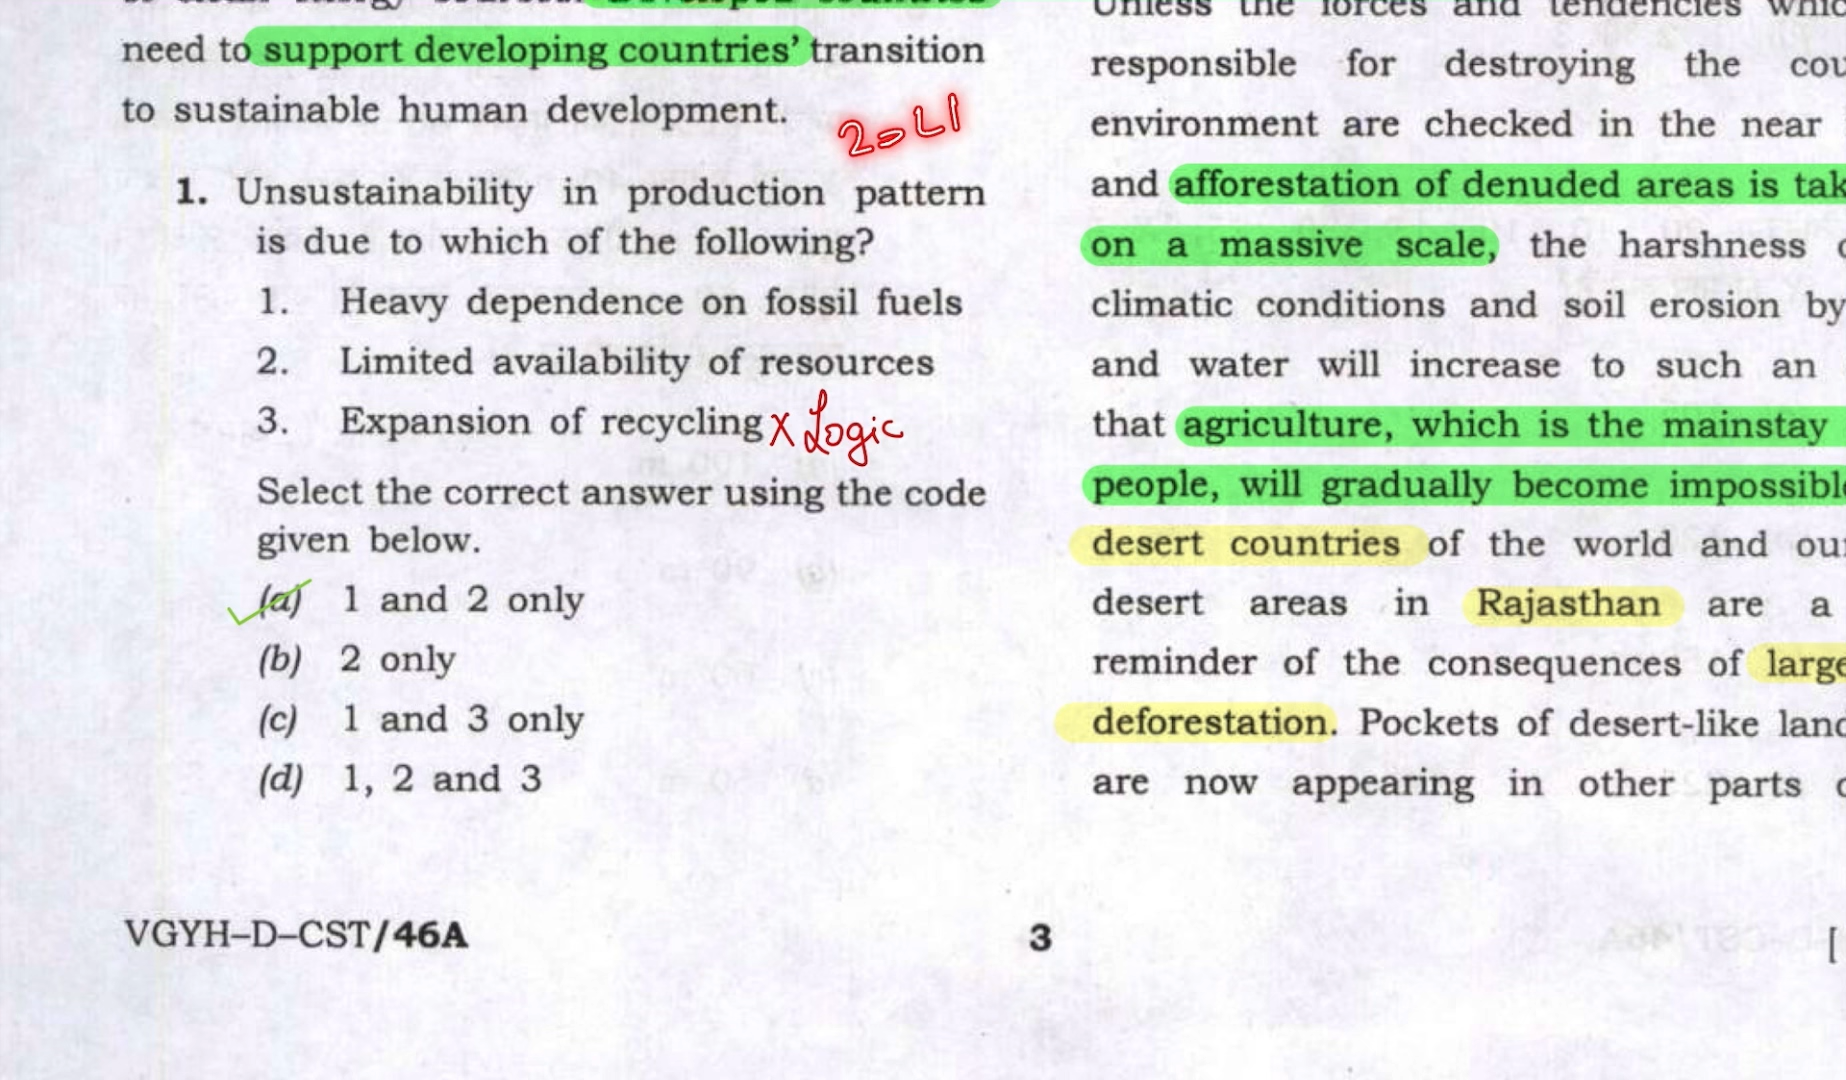 need to support developing countries' transition
to sustainable human development.
2=L1
1. Unsustainability in production pattern
is due to which of the following?
1. Heavy dependence on fossil fuels
2. Limited availability of resources
3. Expansion of recycling x Logic
Select the correct answer using the code
given below.
(a) 1 and 2 only
(b) 2 only
(c) 1 and 3 only
(d) 1, 2 and 3
VGYH-D-CST/46A
3
[
Unless the forces and tendencies
responsible for destroying the
environment are checked in the near
and afforestation of denuded areas is
on a massive scale, the harshness
climatic conditions and soil erosion by
and water will increase to such an
that agriculture, which is the mainstay
people, will gradually become
desert countries of the world and
desert areas in Rajasthan are a
reminder of the consequences of large
deforestation. Pockets of desert-like
are now appearing in other parts